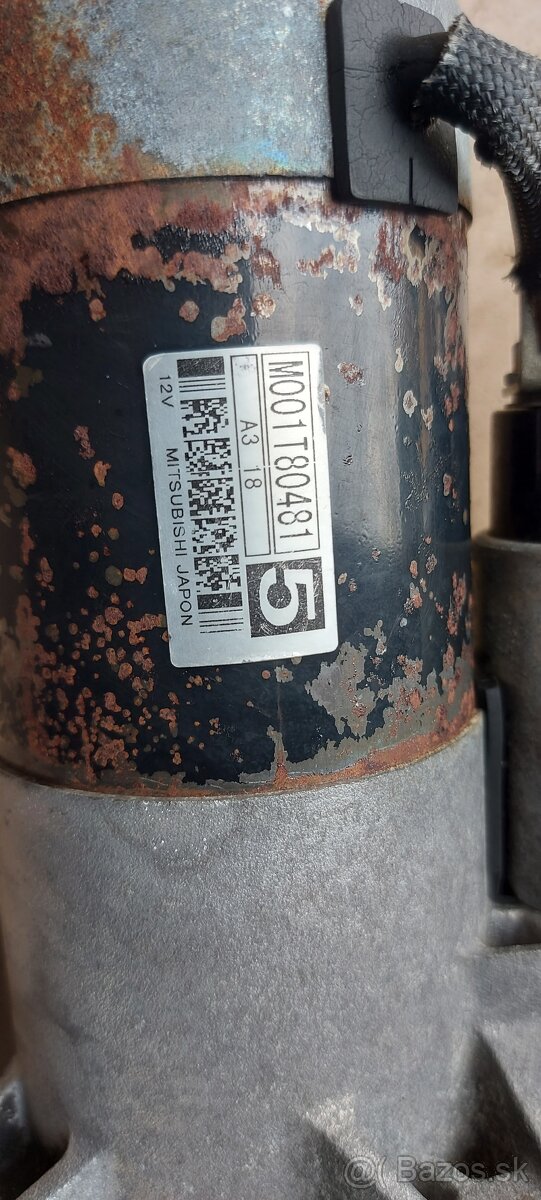 M001T80481
5
A3 18
12V MITSUBISHI JAPON
@ Bazos.sk